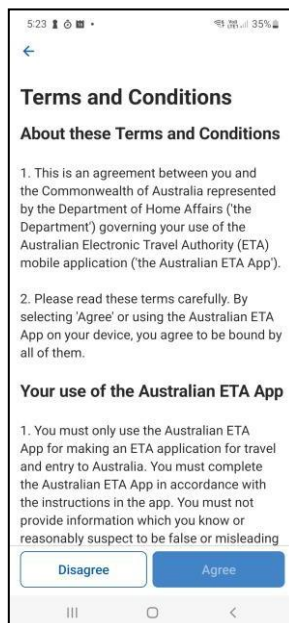 5:23
35%
Terms and Conditions
About these Terms and Conditions
1. This is an agreement between you and
the Commonwealth of Australia represented
by the Department of Home Affairs ('the
Department') governing your use of the
Australian Electronic Travel Authority (ETA)
mobile application ('the Australian ETA App').
2. Please read these terms carefully. By
selecting 'Agree' or using the Australian ETA
App on your device, you agree to be bound by
all of them.
Your use of the Australian ETA App
1. You must only use the Australian ETA
App for making an ETA application for travel
and entry to Australia. You must complete
the Australian ETA App in accordance with
the instructions in the app. You must not
provide information which you know or
reasonably suspect to be false or misleading
Disagree
Agree